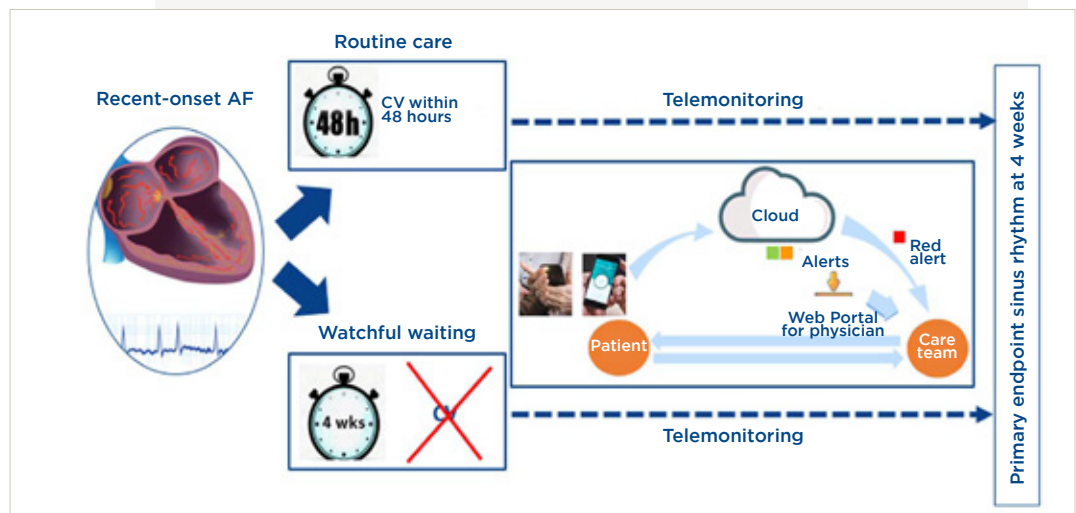 Routine care
Recent-onset AF
48h
CV within
48 hours
Telemonitoring
Cloud
Alerts
Red
alert
Web Portal
for physician
Patient
Care
team
Watchful waiting
4 wks
CV
Telemonitoring
Primary endpoint sinus rhythm at 4 weeks